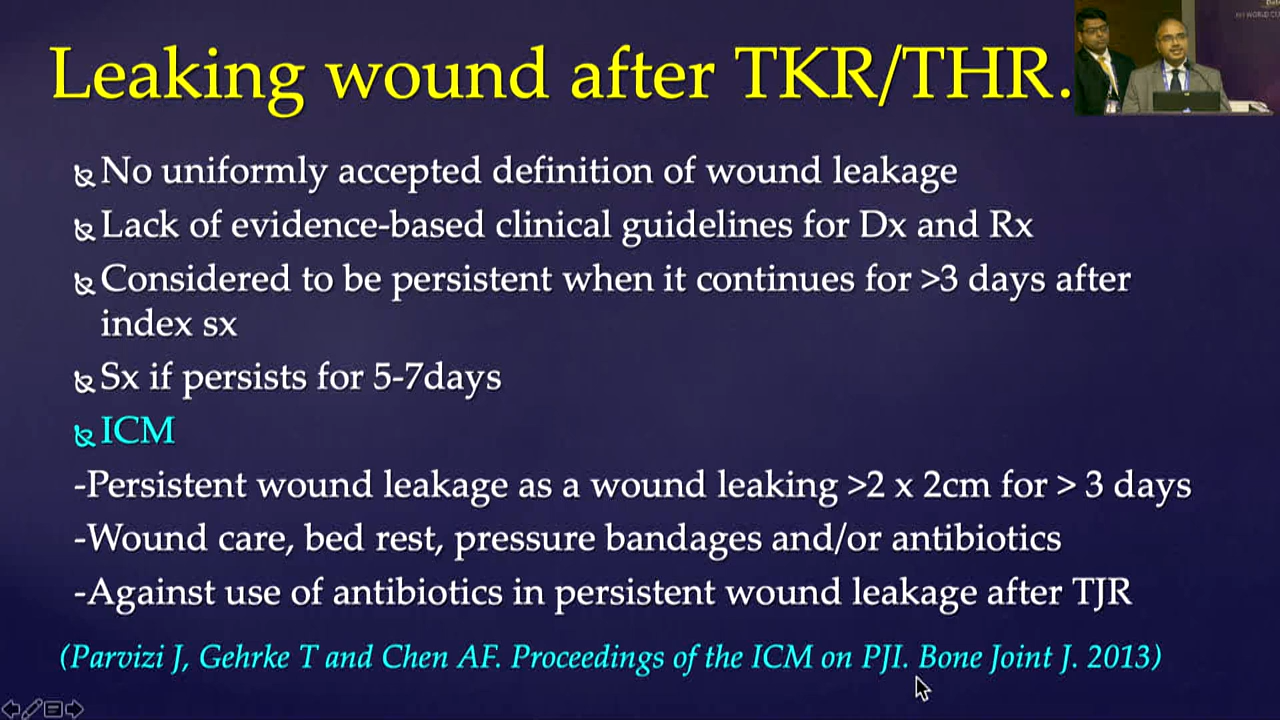 Leaking wound after TKR/THR.
No uniformly accepted definition of wound leakage
Lack of evidence-based clinical guidelines for Dx and Rx
Considered to be persistent when it continues for >3 days after
index sx
Sx if persists for 5-7days
ICM
-Persistent wound leakage as a wound leaking >2 x 2cm for > 3 days
-Wound care, bed rest, pressure bandages and/or antibiotics
-Against use of antibiotics in persistent wound leakage after TJR
(Parvizi J, Gehrke T and Chen AF. Proceedings of the ICM on PJI. Bone Joint J. 2013)